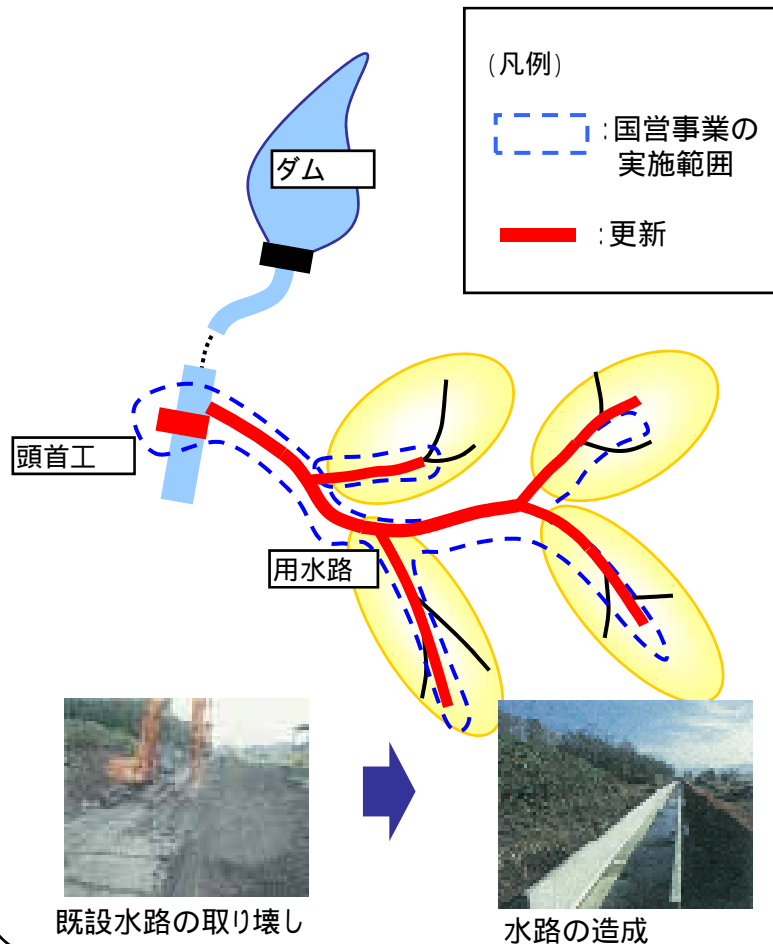 (凡例)
:国営事業の
実施範囲
:更新
ダム
頭首工
用水路
既設水路の取り壊し
水路の造成